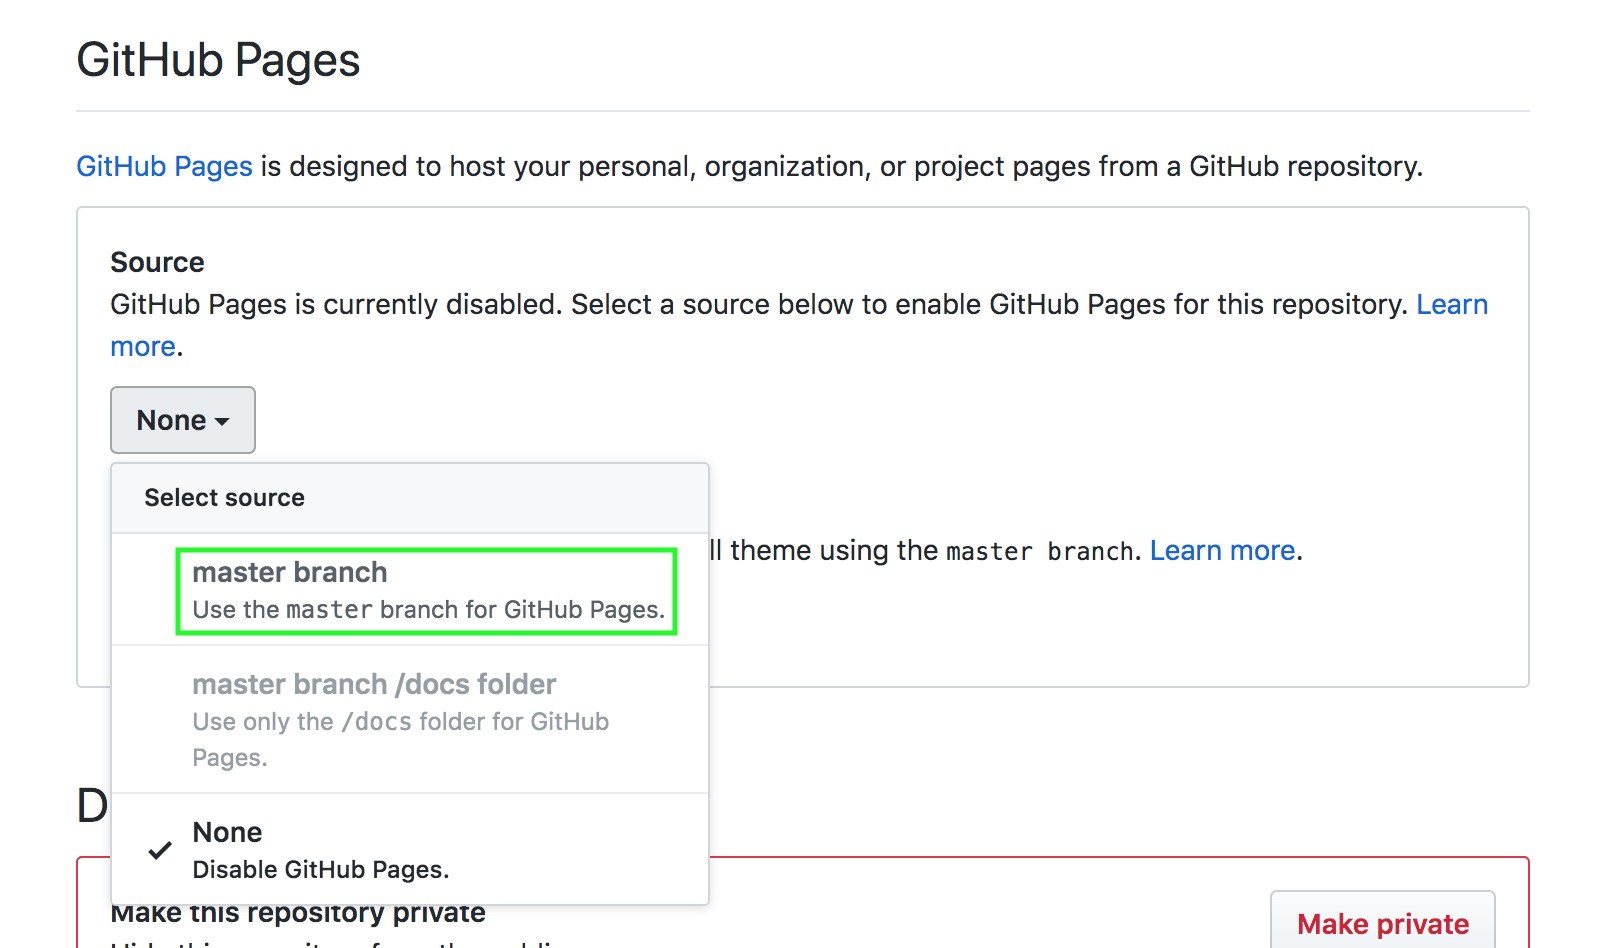 GitHub Pages
GitHub Pages is designed to host your personal, organization, or project pages from a GitHub repository.
Source
GitHub Pages is currently disabled. Select a source below to enable GitHub Pages for this repository. Learn
more.
None
Select source
ll theme using the master branch. Learn more.
master branch
Use the master branch for GitHub Pages.
master branch /docs folder
Use only the /docs folder for GitHub
Pages.
D
None
Disable GitHub Pages.
Make this repository private
Make private